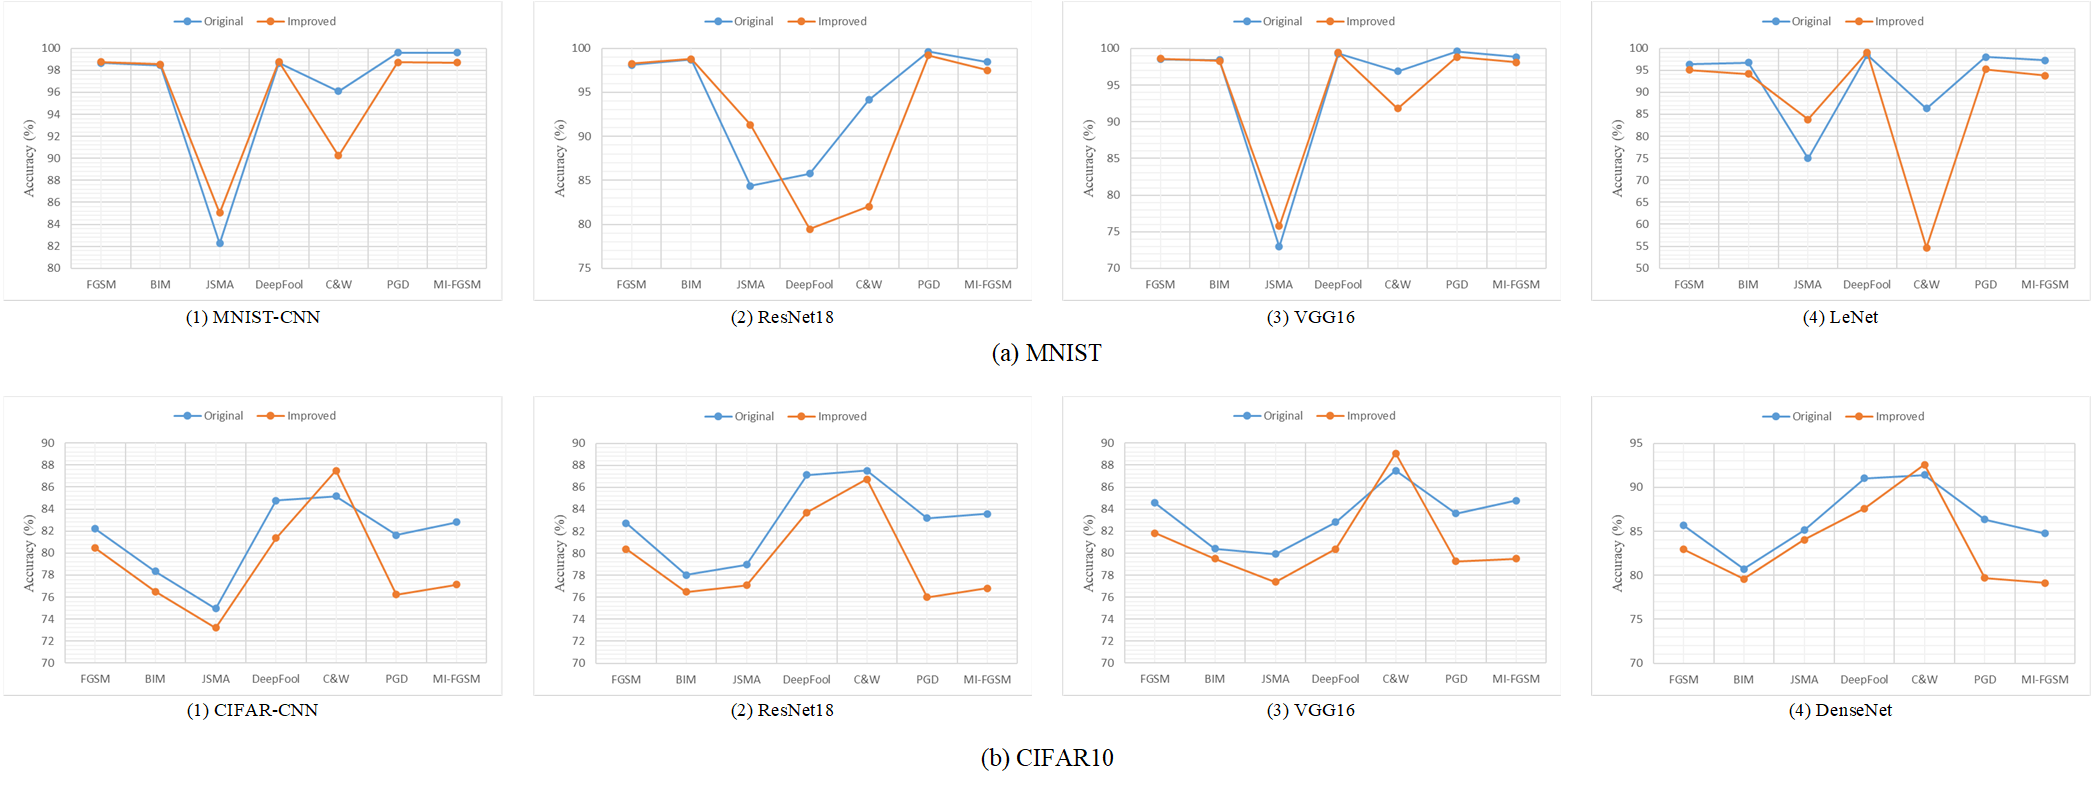 Original Improved
100
98
96
94
92
90
88
86
84
82
80
Accuracy (%)
FGSM BIM JSMA DeepFool C&W PGD MI-FGSM
(1) MNIST-CNN
Original Improved
100
95
90
85
80
75
Accuracy (%)
FGSM BIM JSMA DeepFool C&W PGD MI-FGSM
(2) ResNet18
Original Improved
100
95
90
85
80
75
70
Accuracy (%)
FGSM BIM JSMA DeepFool C&W PGD MI-FGSM
(3) VGG16
Original Improved
100
95
90
85
80
75
70
65
60
55
50
Accuracy (%)
FGSM BIM JSMA DeepFool C&W PGD MI-FGSM
(4) LeNet
(a) MNIST
Original Improved
90
88
86
84
82
80
78
76
74
72
70
Accuracy (%)
FGSM BIM JSMA DeepFool C&W PGD MI-FGSM
(1) CIFAR-CNN
Original Improved
90
88
86
84
82
80
78
76
74
72
70
Accuracy (%)
FGSM BIM JSMA DeepFool C&W PGD MI-FGSM
(2) ResNet18
Original Improved
90
88
86
84
82
80
78
76
74
72
70
Accuracy (%)
FGSM BIM JSMA DeepFool C&W PGD MI-FGSM
(3) VGG16
Original Improved
95
90
85
80
75
70
Accuracy (%)
FGSM BIM JSMA DeepFool C&W PGD MI-FGSM
(4) DenseNet
(b) CIFAR10